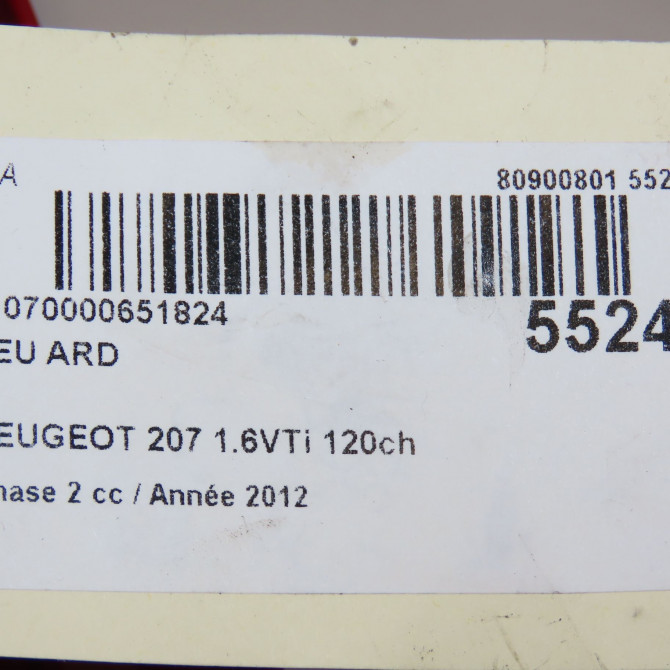 A 80900801 552
070000651824
5524
EU ARD
EUGEOT 207 1.6VTi 120ch
hase 2 cc / Année 2012